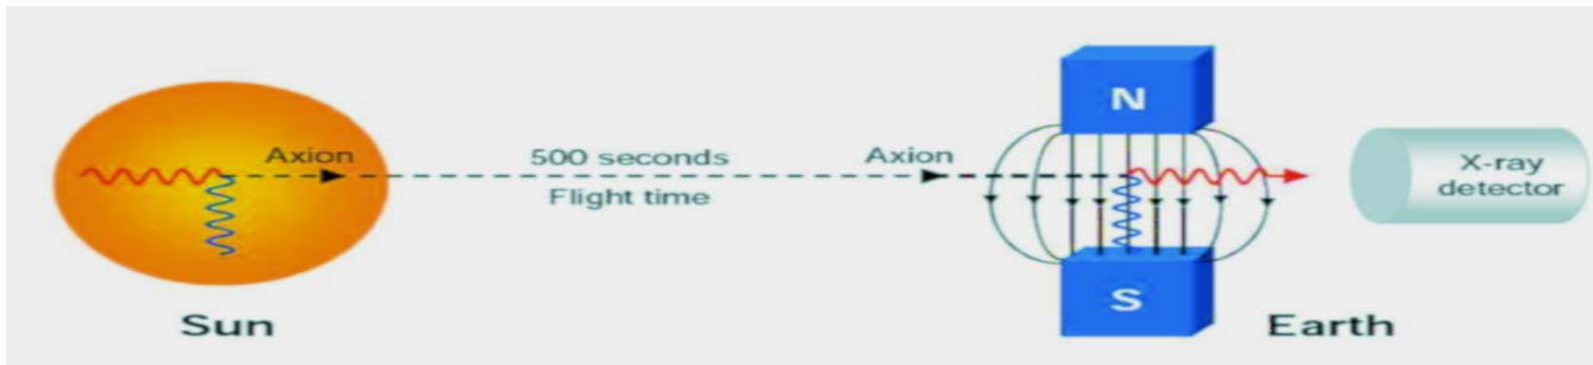 Axion
500 seconds
Flight time
Axion
N
S
X-ray
detector
Sun
Earth